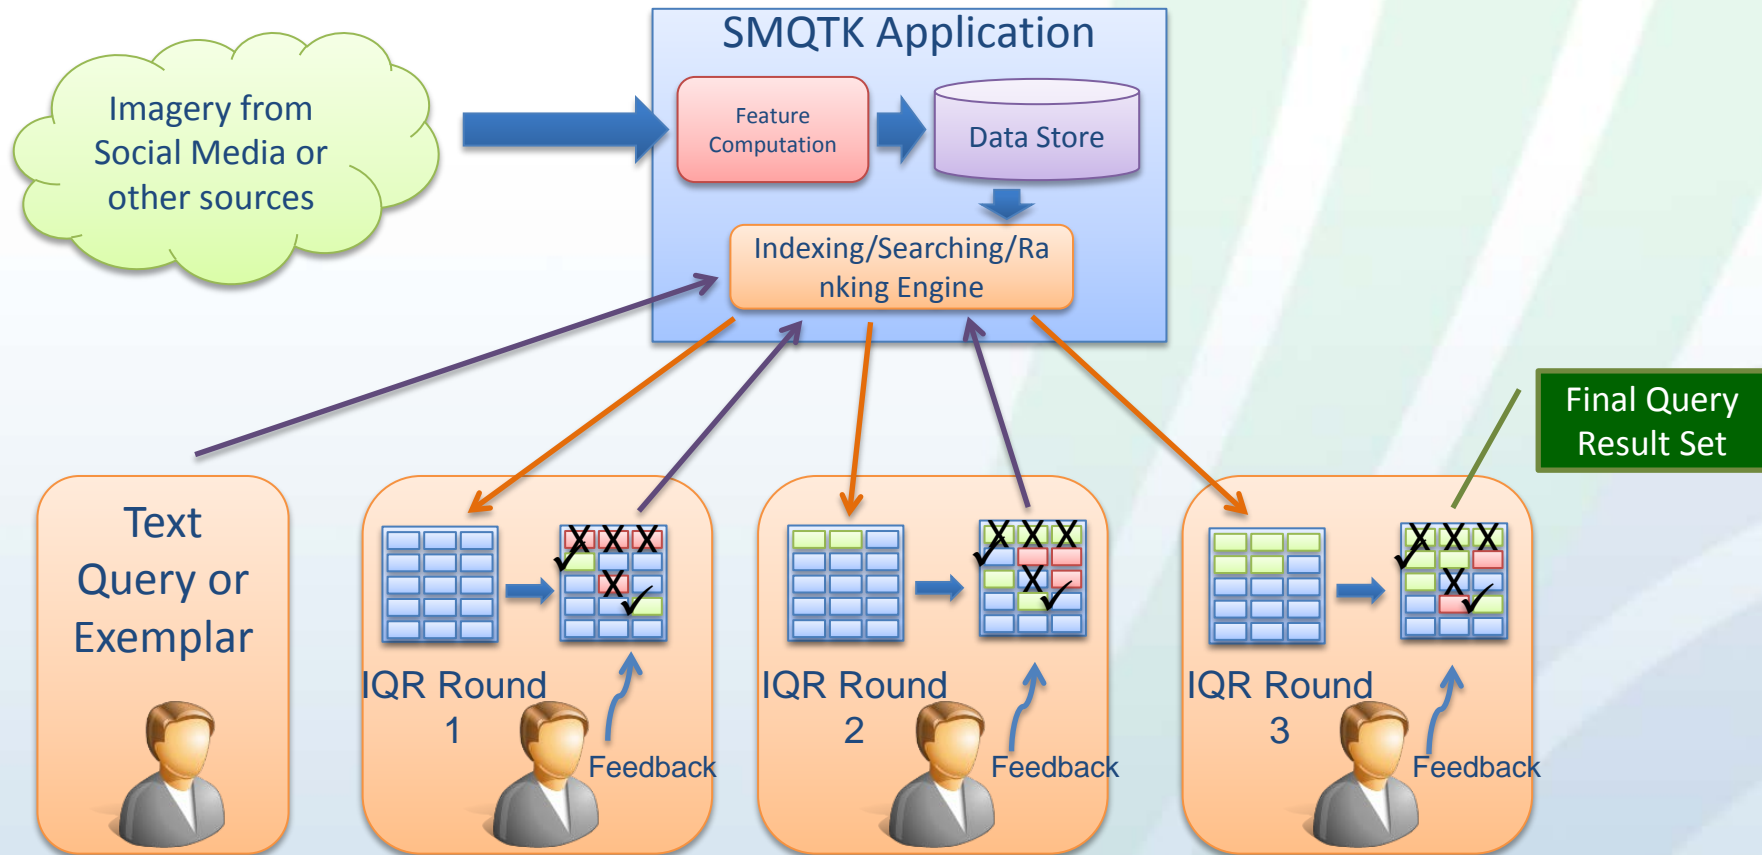 SMQTK Application
Imagery from
Social Media or
other sources
Feature
Computation
Data Store
Indexing/Searching/Ra
nking Engine
Final Query
Result Set
Text
Query or
Exemplar
IQR Round
1
Feedback
IQR Round
2
Feedback
IQR Round
3
Feedback